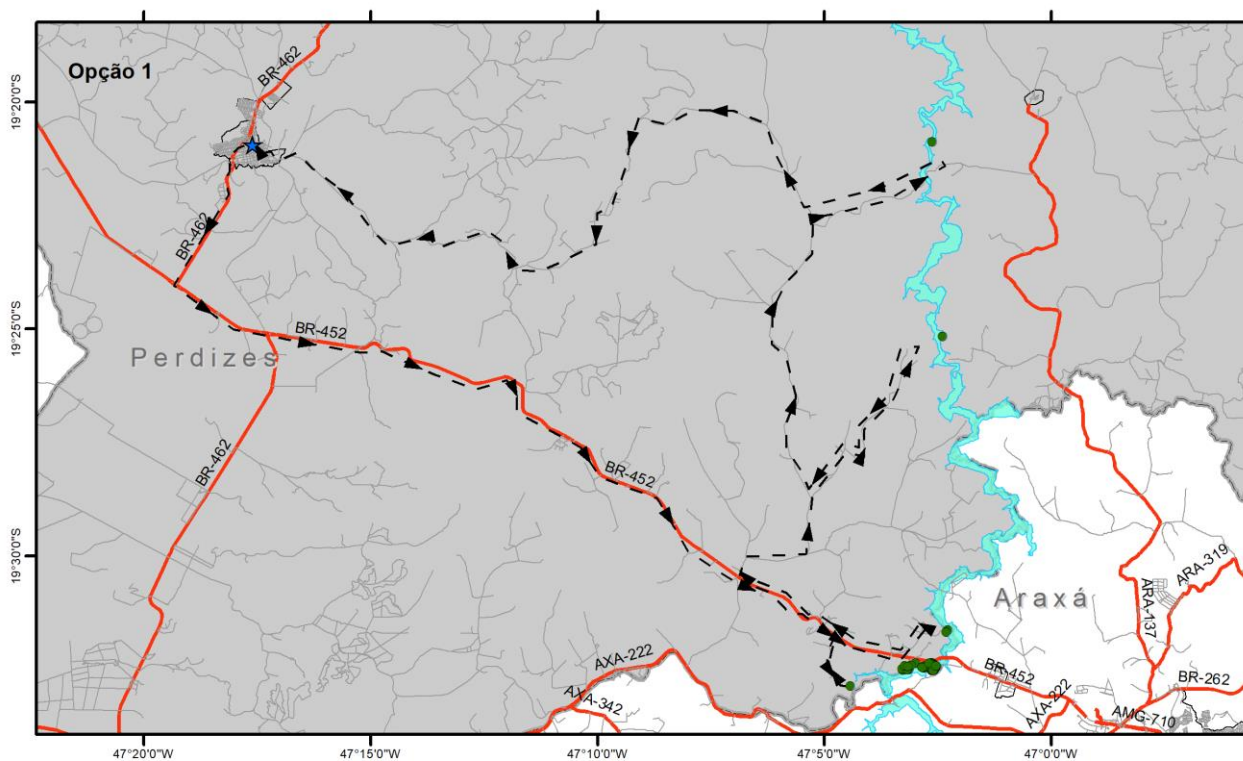 Opção 1
BR-462
19°20'0"S
BR-462
19°25'0"S
BR-452
Perdizes
BR-462
BR-452
19°30'0"S
ARA-319
Araxá
ARA-137
AXA-222
BR-452
BR-262
AXA-342
AXA-222
AMG-710
47°20'0"W
47°15'0"W
47°10'0"W
47°5'0"W
47°0'0"W